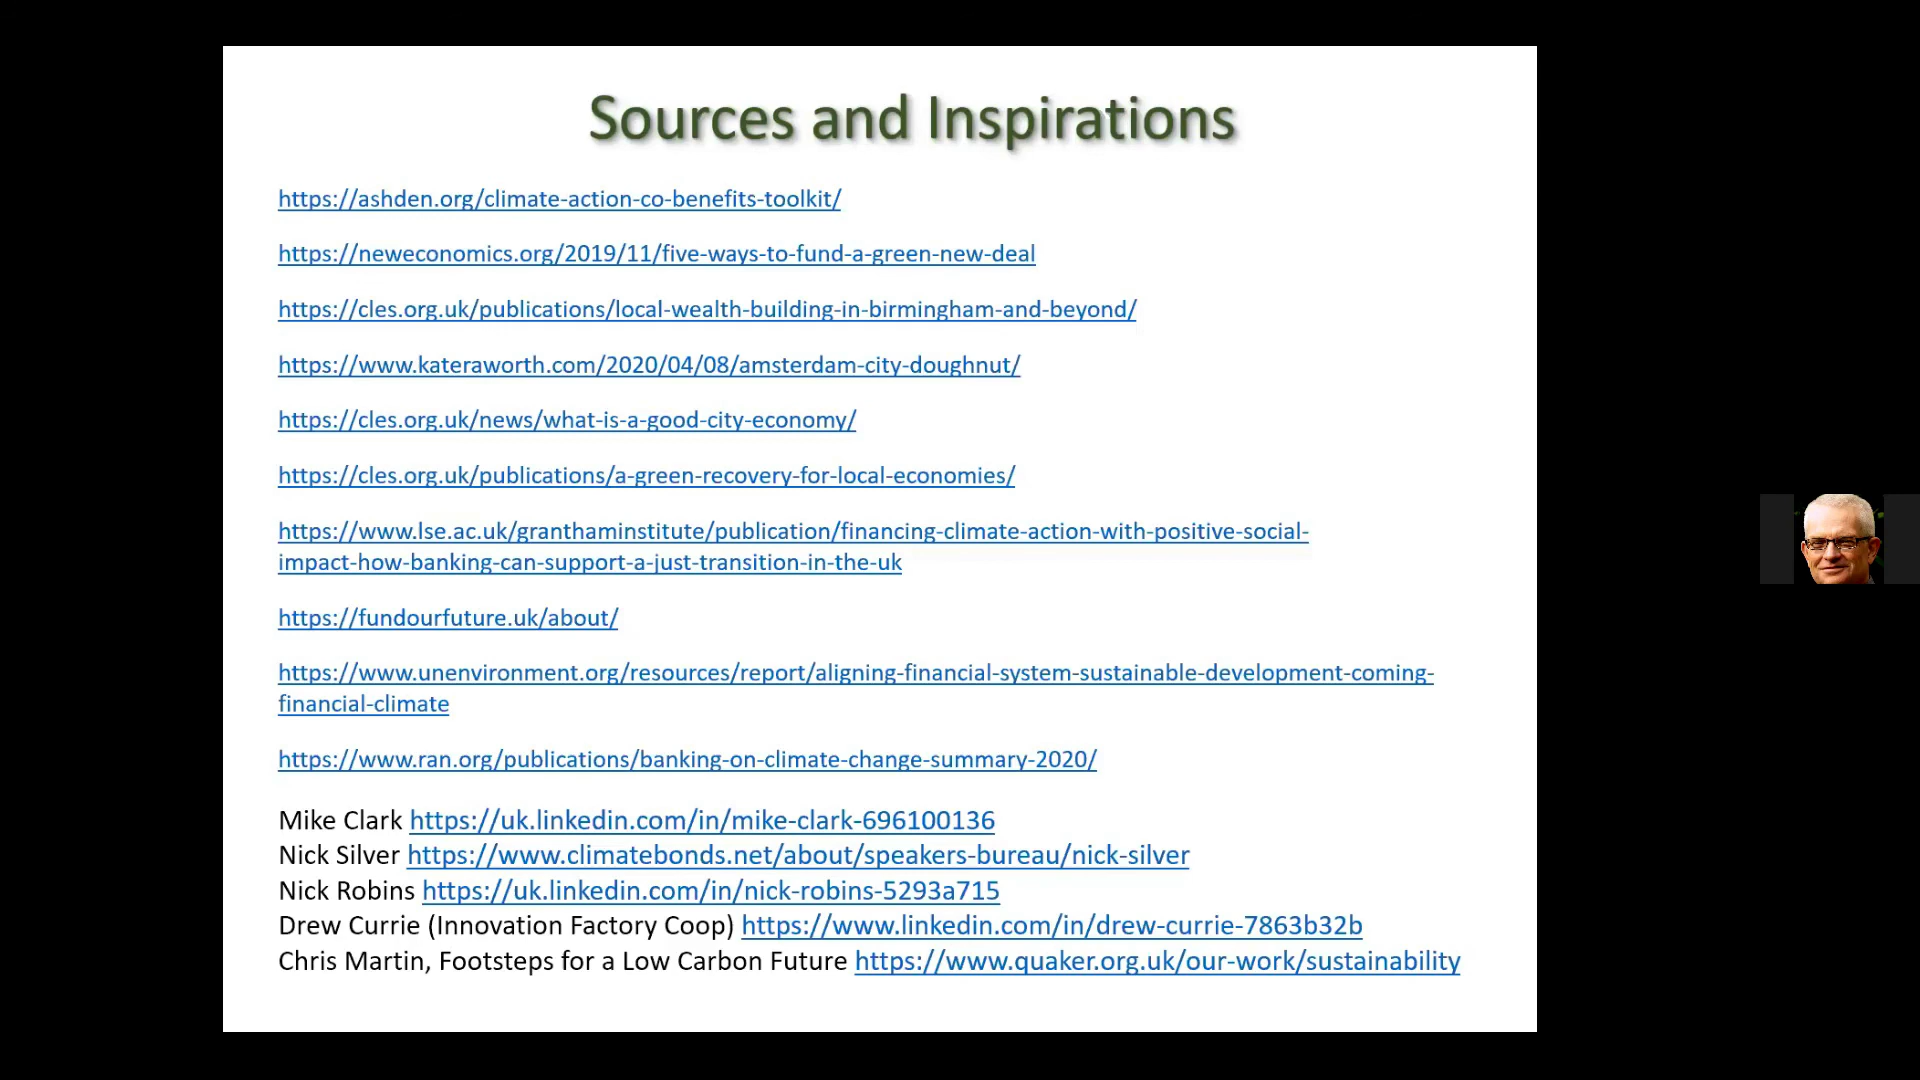 Sources and Inspirations
https://ashden.org/climate-action-co-benefits-toolkit/
https://neweconomics.org/2019/11/five-ways-to-fund-a-green-new-deal
https://cles.org.uk/publications/local-wealth-building-in-birmingham-and-beyond/
https://www.kateraworth.com/2020/04/08/amsterdam-city-doughnut/
https://cles.org.uk/news/what-is-a-good-city-economy/
https://cles.org.uk/publications/a-green-recovery-for-local-economies/
https://www.lse.ac.uk/granthaminstitute/publication/financing-climate-action-with-positive-social-
impact-how-banking-can-support-a-just-transition-in-the-uk
https://fundourfuture.uk/about/
https://www.unenvironment.org/resources/report/aligning-financial-system-sustainable-development-coming-
financial-climate
https://www.ran.org/publications/banking-on-climate-change-summary-2020/
Mike Clark https://uk.linkedin.com/in/mike-clark-696100136
Nick Silver https://www.climatebonds.net/about/speakers-bureau/nick-silver
Nick Robins https://uk.linkedin.com/in/nick-robins-5293a715
Drew Currie (Innovation Factory Coop) https://www.linkedin.com/in/drew-currie-7863b32b
Chris Martin, Footsteps for a Low Carbon Future https://www.quaker.org.uk/our-work/sustainability